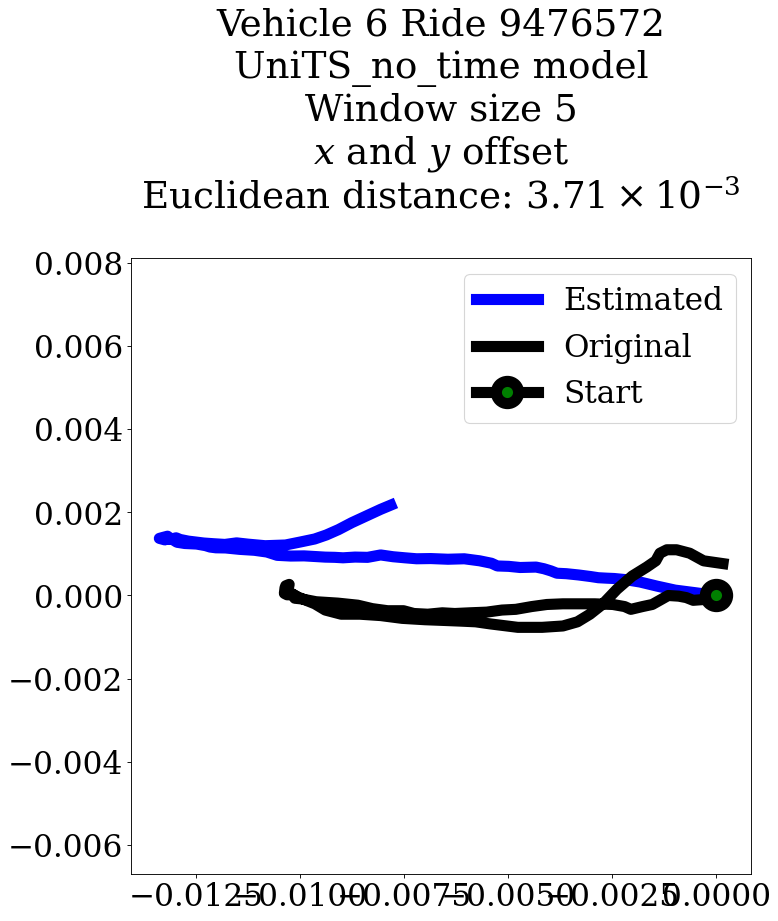 Vehicle 6 Ride 9476572
UniTS_no_time model
Window size 5
x and y offset
Euclidean distance: 3.71 × 10⁻³
0.008
Estimated
0.006
Original
0.004
Start
0.002
0.000
−0.002
−0.004
−0.006
−0.0125 −0.0100 −0.0075 −0.0050 −0.0025 0.0000